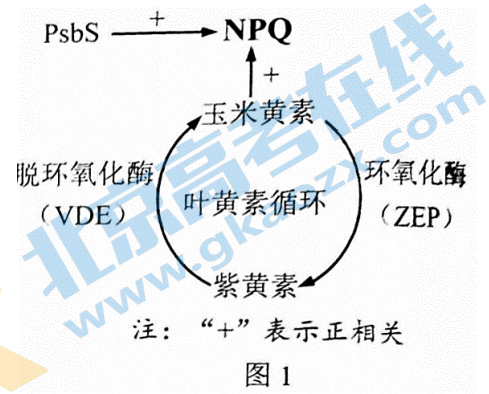 PsbS + NPQ
+
玉米黄素
脱环氧化酶 环氧化酶
（VDE） 叶黄素循环 （ZEP）
紫黄素
注：“+”表示正相关
图1
北京高考在线
www.gkaozx.com